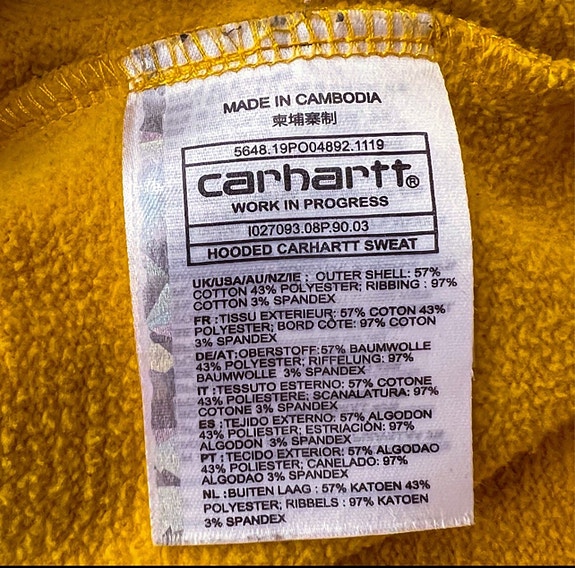 MADE IN CAMBODIA
柬埔寨制
5648.19PO04892.1119
carhartt®
WORK IN PROGRESS
I027093.08P.90.03
HOODED CARHARTT SWEAT
UK/USA/AU/NZ/IE : OUTER SHELL: 57%
COTTON 43% POLYESTER; RIBBING : 97%
COTTON 3% SPANDEX
FR :TISSU EXTERIEUR: 57% COTON 43%
POLYESTER; BORD CÔTE: 97% COTON
3% SPANDEX
DE/AT:OBERSTOFF:57% BAUMWOLLE
43% POLYESTER; RIFFELUNG: 97%
BAUMWOLLE 3% SPANDEX
IT :TESSUTO ESTERNO: 57% COTONE
43% POLIESTERE; SCANALATURA: 97%
COTONE 3% SPANDEX
ES :TEJIDO EXTERNO: 57% ALGODON
43% POLIESTER; ESTRIACIÓN: 97%
ALGODON 3% SPANDEX
PT : TECIDO EXTERIOR: 57% ALGODAO
43% POLIESTER; CANELADO: 97%
ALGODAO 3% SPANDEX
NL :BUITEN LAAG : 57% KATOEN 43%
POLYESTER; RIBBELS : 97% KATOEN
3% SPANDEX